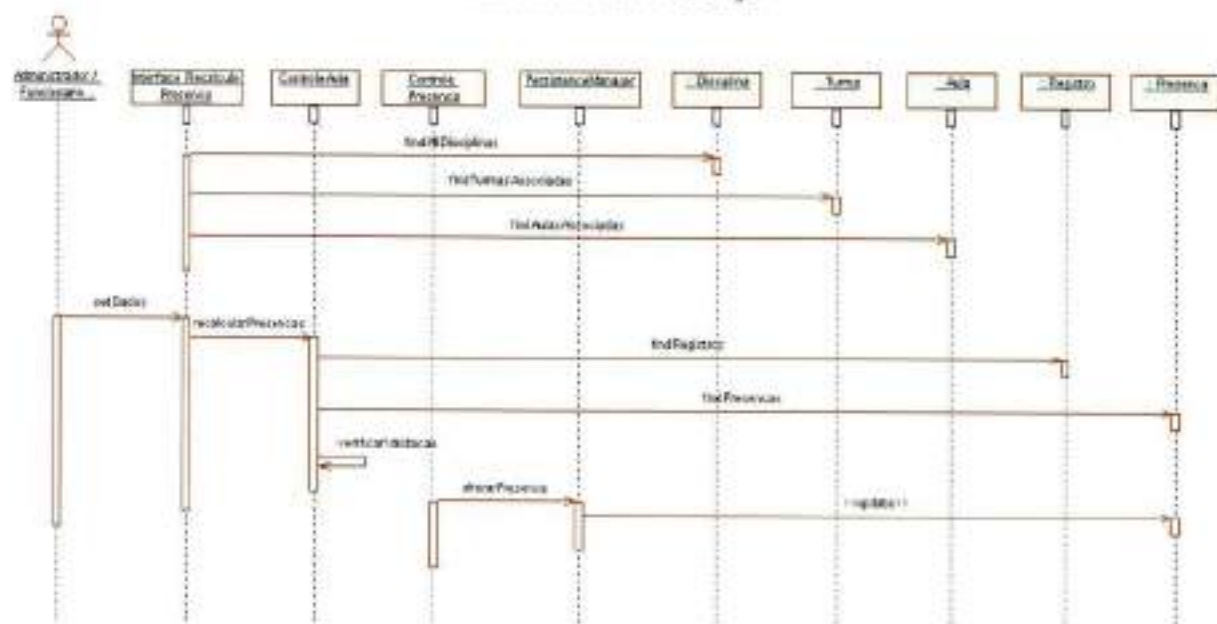 Administrador /
Funcionário...
Interface Recalculo
Presenca
ControleAula
Controle
Presenca
PersistenceManager
: Disciplina
: Turma
: Aula
: Registro
: Presenca
findAllDisciplinas
findTurmasAssociadas
findAulasAssociadas
setDados
recalcularPresencas
findRegistros
findPresencas
alterarPresenca
<<update>>